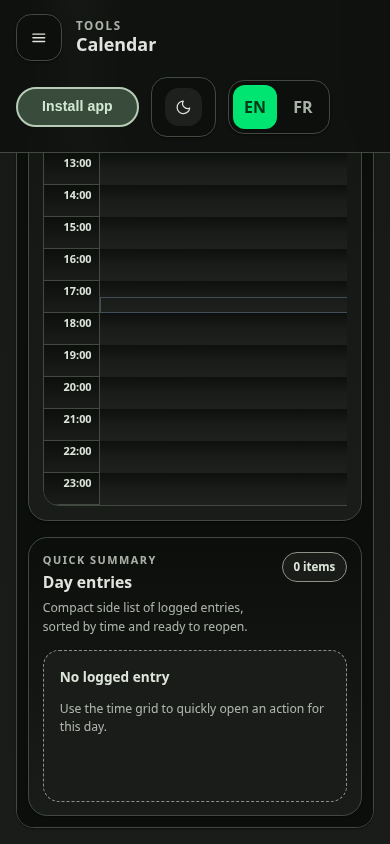 TOOLS
Calendar
Install app
EN
FR
13:00
14:00
15:00
16:00
17:00
18:00
19:00
20:00
21:00
22:00
23:00
QUICK SUMMARY
0 items
Day entries
Compact side list of logged entries,
sorted by time and ready to reopen.
No logged entry
Use the time grid to quickly open an action for
this day.